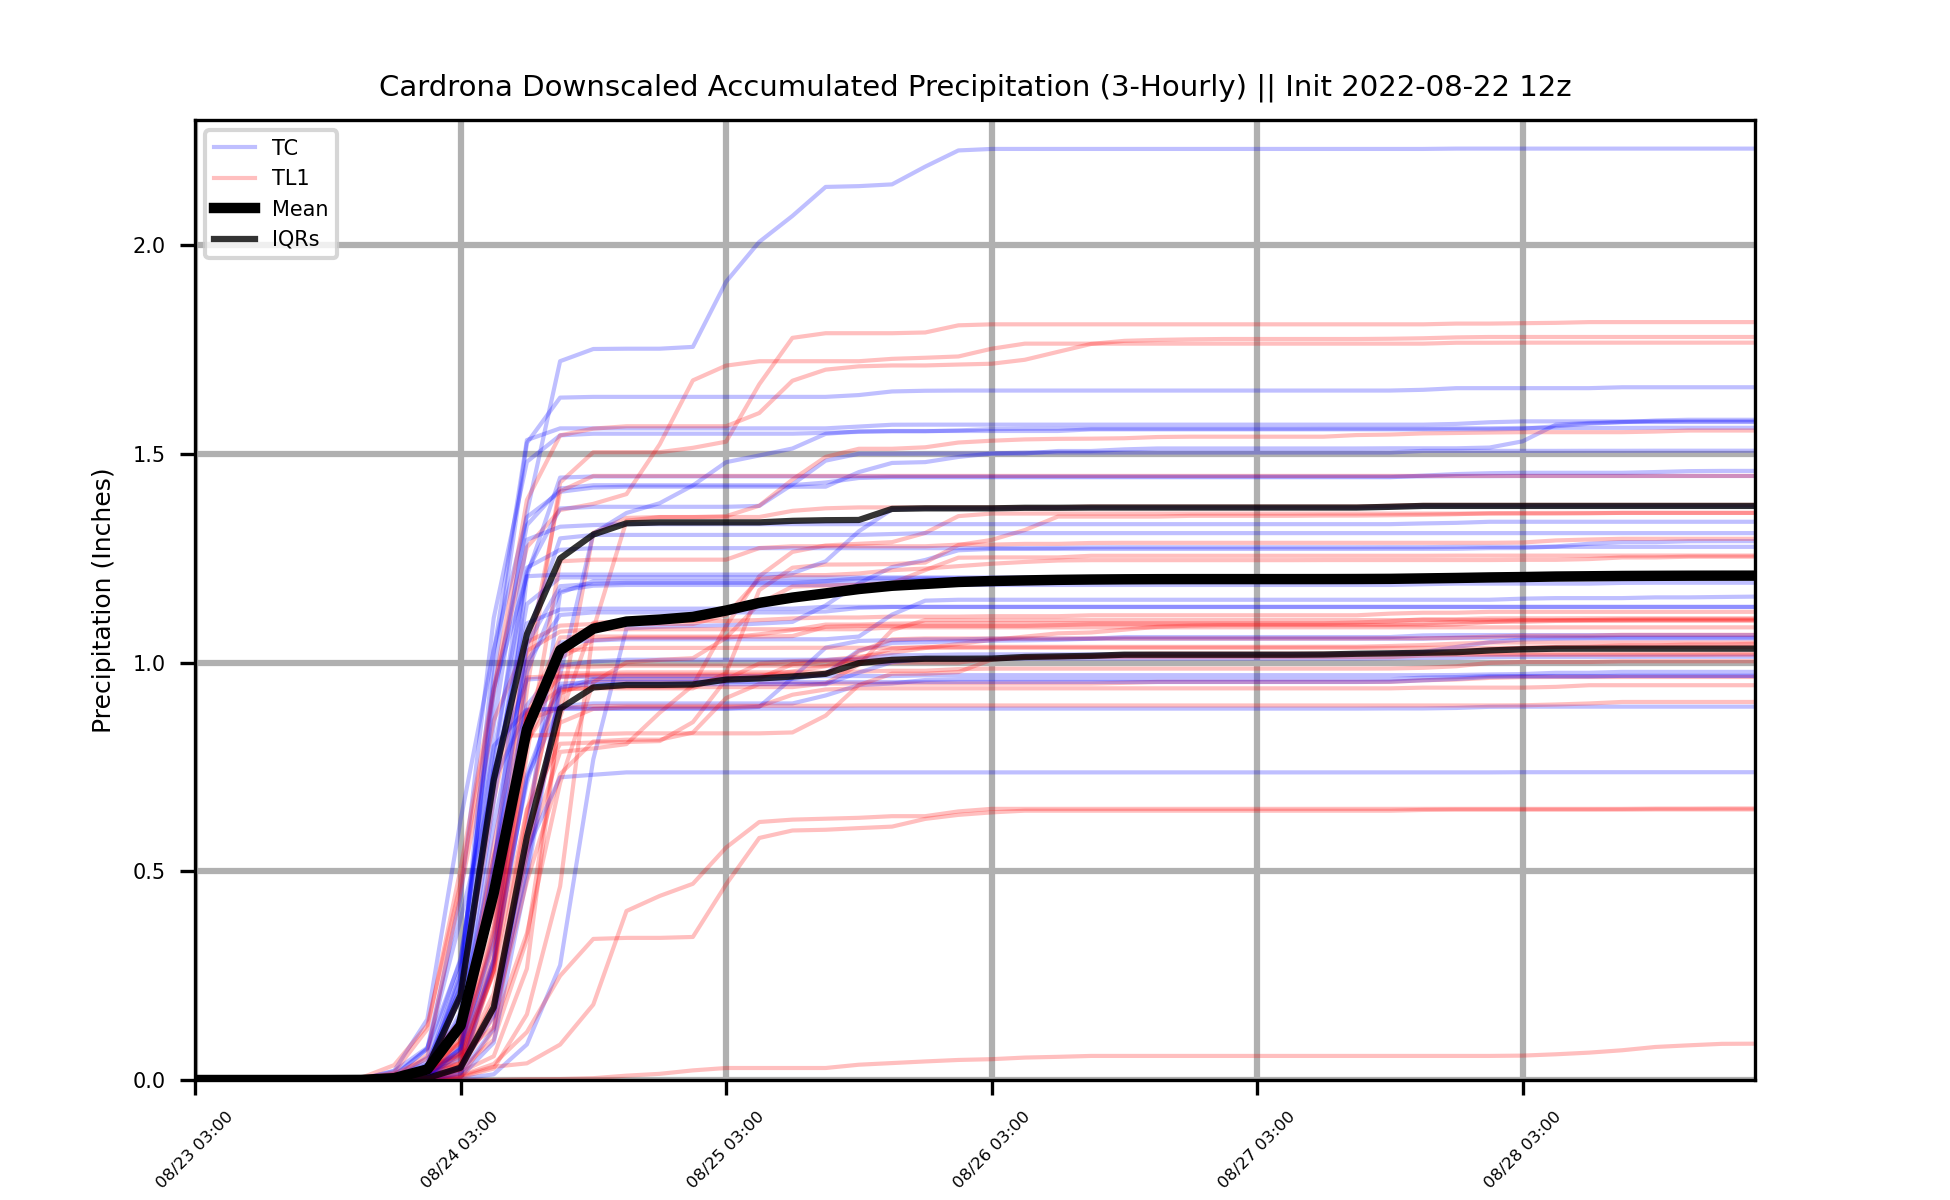 Cardrona Downscaled Accumulated Precipitation (3-Hourly) || Init 2022-08-22 12z
TC
TL1
Mean
IQRs
Precipitation (Inches)
2.0
1.5
1.0
0.5
0.0
08/23 03:00
08/24 03:00
08/25 03:00
08/26 03:00
08/27 03:00
08/28 03:00